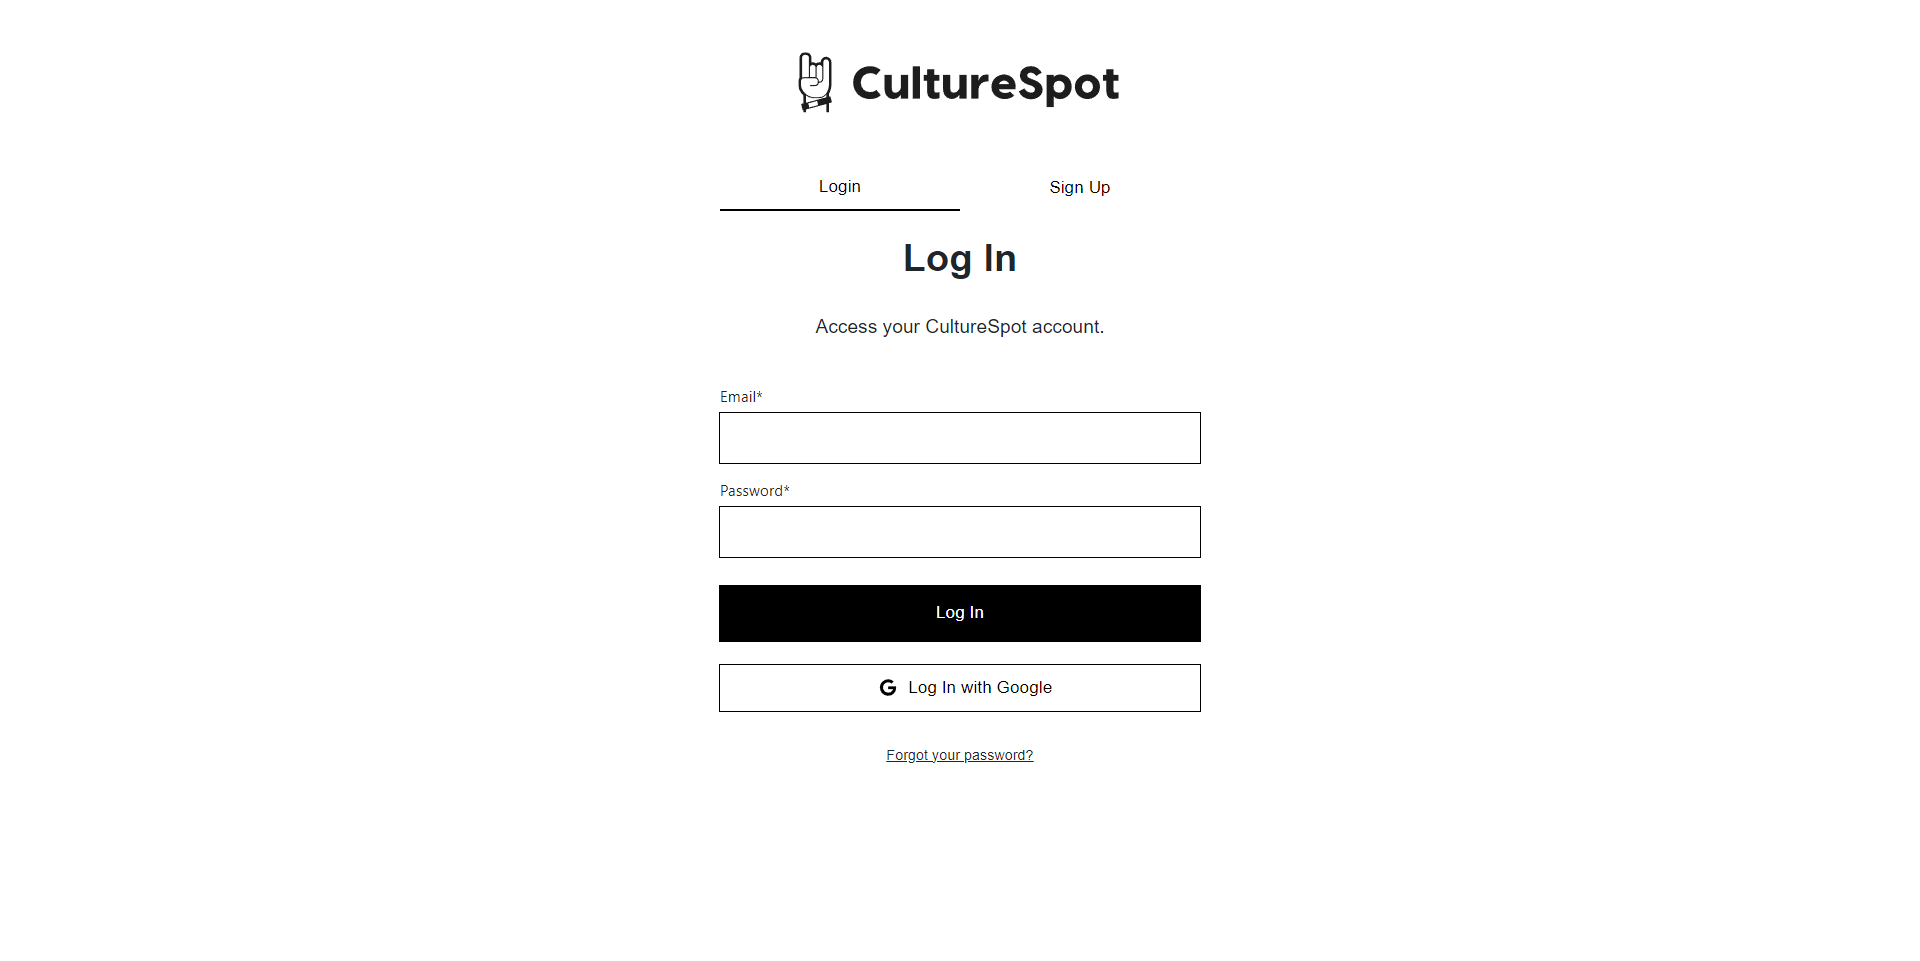 CultureSpot
Login
Sign Up
Log In
Access your CultureSpot account.
Email*
Password*
Log In
Log In with Google
Forgot your password?